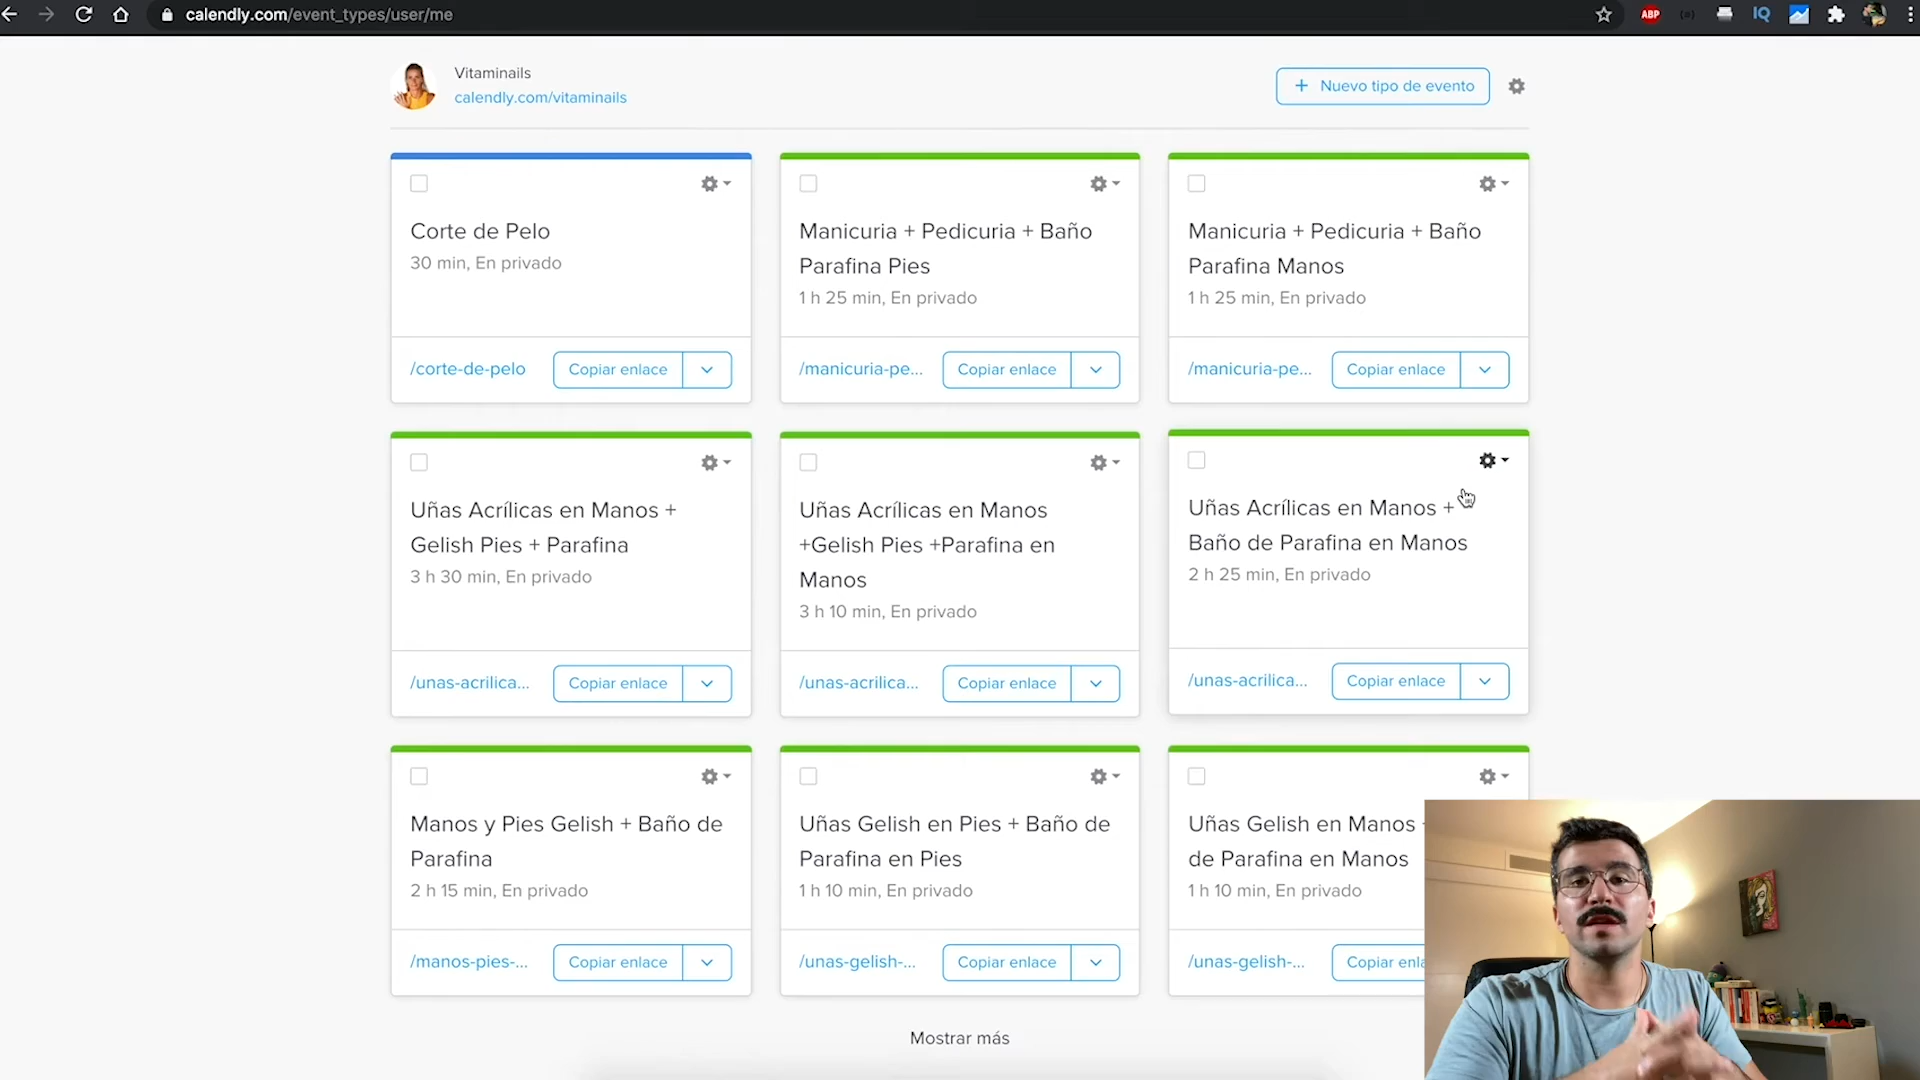 calendly.com/event_types/user/me
ABP
IQ
Vitaminails
calendly.com/vitaminails
+ Nuevo tipo de evento
Corte de Pelo
30 min, En privado
/corte-de-pelo
Copiar enlace
Manicuria + Pedicuria + Baño
Parafina Pies
1 h 25 min, En privado
/manicuria-pe...
Copiar enlace
Manicuria + Pedicuria + Baño
Parafina Manos
1 h 25 min, En privado
/manicuria-pe...
Copiar enlace
Uñas Acrílicas en Manos +
Gelish Pies + Parafina
3 h 30 min, En privado
/unas-acrilica...
Copiar enlace
Uñas Acrílicas en Manos
+Gelish Pies +Parafina en
Manos
3 h 10 min, En privado
/unas-acrilica...
Copiar enlace
Uñas Acrílicas en Manos +
Baño de Parafina en Manos
2 h 25 min, En privado
/unas-acrilica...
Copiar enlace
Manos y Pies Gelish + Baño de
Parafina
2 h 15 min, En privado
/manos-pies-...
Copiar enlace
Uñas Gelish en Pies + Baño de
Parafina en Pies
1 h 10 min, En privado
/unas-gelish-...
Copiar enlace
Uñas Gelish en Manos
de Parafina en Manos
1 h 10 min, En privado
/unas-gelish-...
Copiar enla
Mostrar más